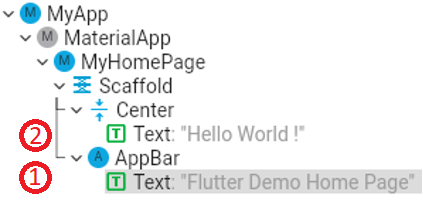 M MyApp
M MaterialApp
M MyHomePage
Scaffold
Center
2 T Text: "Hello World !"
A AppBar
1 T Text: "Flutter Demo Home Page"